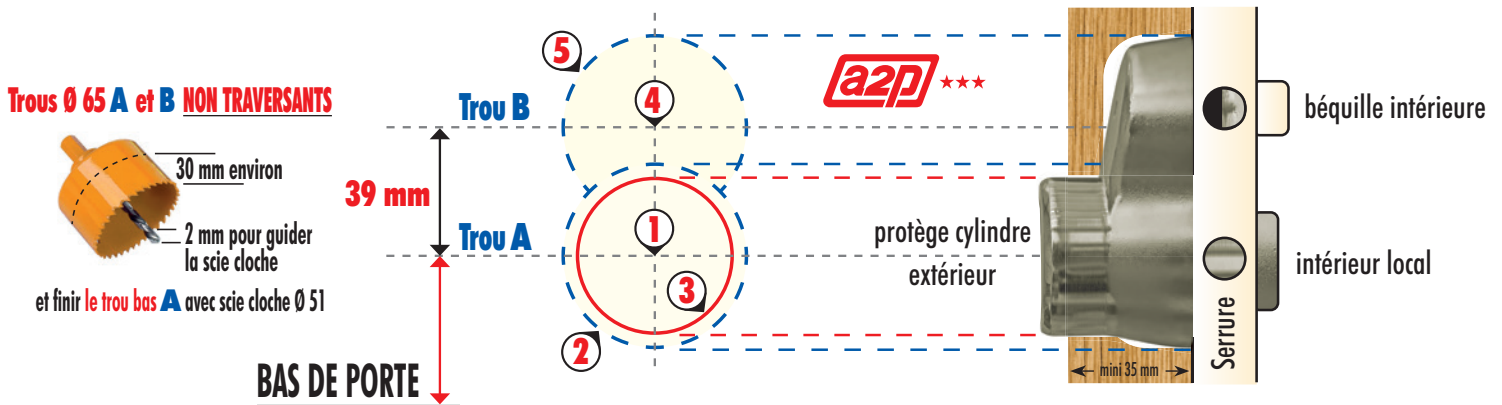 Trous Ø 65 A et B NON TRAVERSANTS
30 mm environ
2 mm pour guider
la scie cloche
et finir le trou bas A avec scie cloche Ø 51
39 mm
BAS DE PORTE
Trou B
Trou A
5
4
1
3
2
a2p ★★★
protège cylindre
extérieur
mini 35 mm
Serrure
béquille intérieure
intérieur local